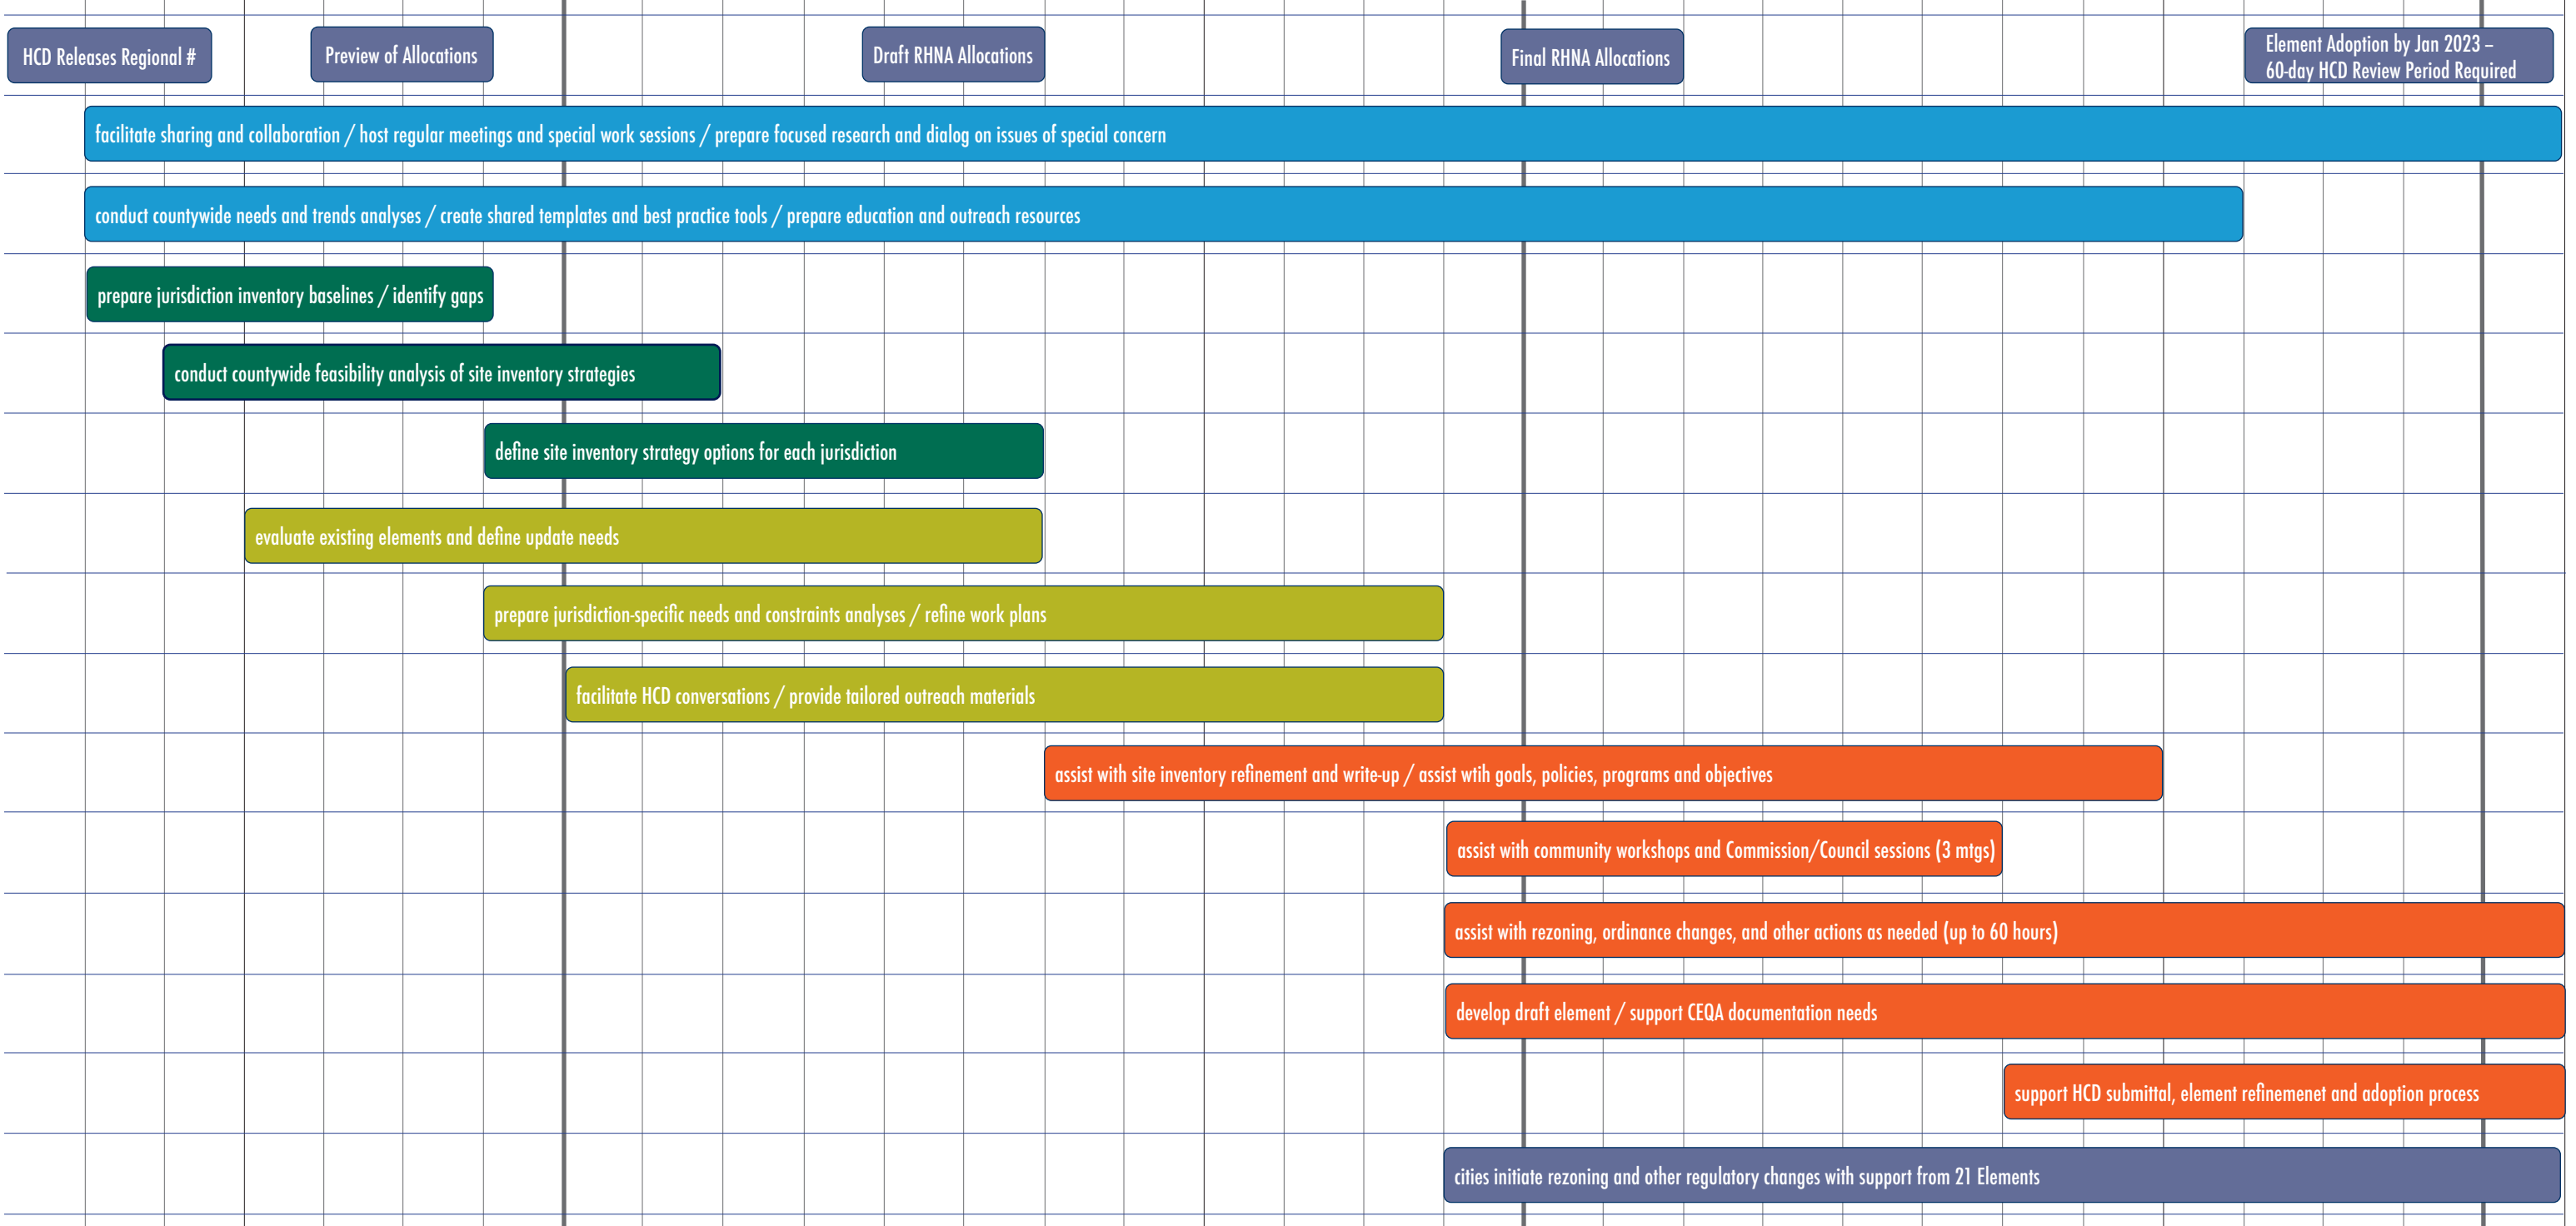 HCD Releases Regional #
Preview of Allocations
Draft RHNA Allocations
Final RHNA Allocations
Element Adoption by Jan 2023 –
60-day HCD Review Period Required
facilitate sharing and collaboration / host regular meetings and special work sessions / prepare focused research and dialog on issues of special concern
conduct countywide needs and trends analyses / create shared templates and best practice tools / prepare education and outreach resources
prepare jurisdiction inventory baselines / identify gaps
conduct countywide feasibility analysis of site inventory strategies
define site inventory strategy options for each jurisdiction
evaluate existing elements and define update needs
prepare jurisdiction-specific needs and constraints analyses / refine work plans
facilitate HCD conversations / provide tailored outreach materials
assist with site inventory refinement and write-up / assist wtih goals, policies, programs and objectives
assist with community workshops and Commission/Council sessions (3 mtgs)
assist with rezoning, ordinance changes, and other actions as needed (up to 60 hours)
develop draft element / support CEQA documentation needs
support HCD submittal, element refinemenet and adoption process
cities initiate rezoning and other regulatory changes with support from 21 Elements